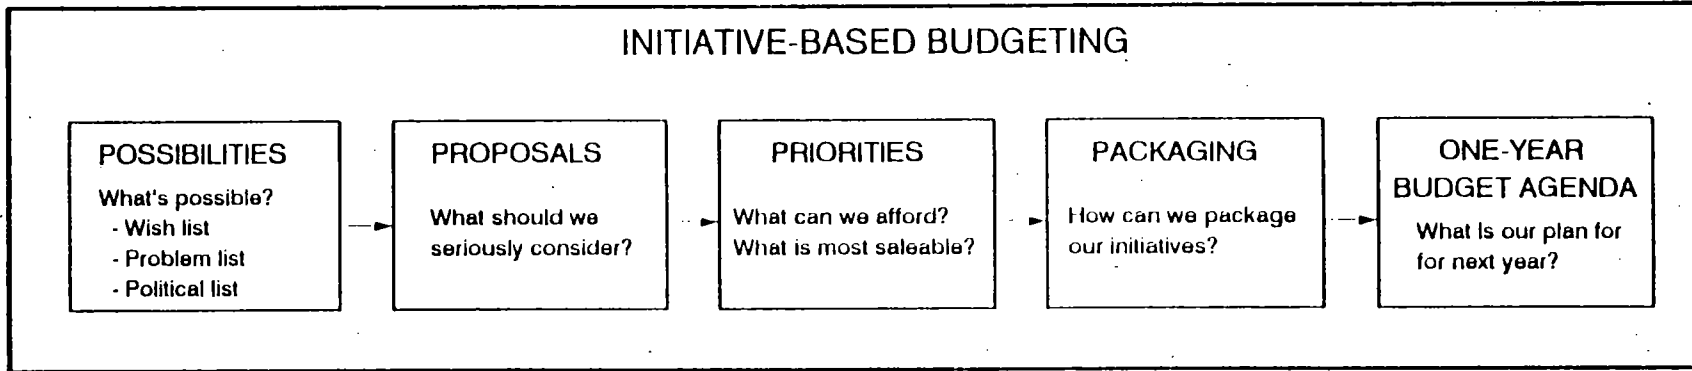 INITIATIVE-BASED BUDGETING
POSSIBILITIES
What's possible?
- Wish list
- Problem list
- Political list
PROPOSALS
What should we
seriously consider?
PRIORITIES
What can we afford?
What is most saleable?
PACKAGING
How can we package
our initiatives?
ONE-YEAR
BUDGET AGENDA
What is our plan for
for next year?